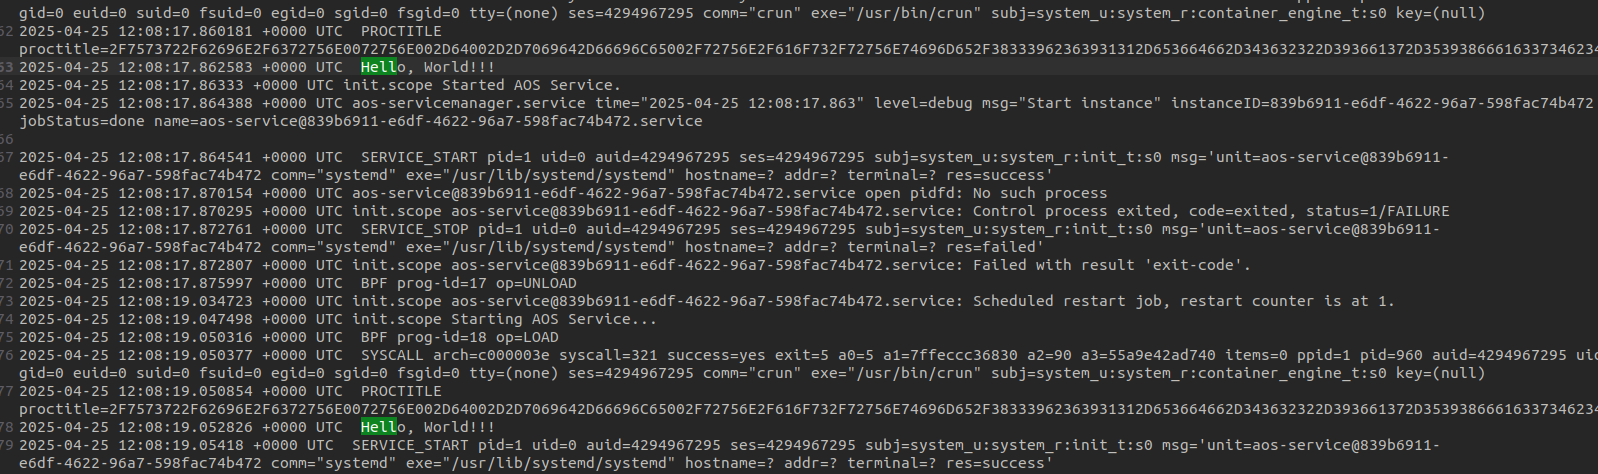 gid=0 euid=0 suid=0 fsuid=0 egid=0 sgid=0 fsgid=0 tty=(none) ses=4294967295 comm="crun" exe="/usr/bin/crun" subj=system_u:system_r:container_engine_t:s0 key=(null)
62 2025-04-25 12:08:17.860181 +0000 UTC  PROCTITLE
proctitle=2F7573722F62696E2F6372756E0072756E002D64002D2D7069642D66696C65002F72756E2F616F732F72756E74696D652F38333962363931312D653664662D343632322D393661372D35393866616337346234
63 2025-04-25 12:08:17.862583 +0000 UTC  Hello, World!!!
64 2025-04-25 12:08:17.86333 +0000 UTC init.scope Started AOS Service.
65 2025-04-25 12:08:17.864388 +0000 UTC aos-servicemanager.service time="2025-04-25 12:08:17.863" level=debug msg="Start instance" instanceID=839b6911-e6df-4622-96a7-598fac74b472
jobStatus=done name=aos-service@839b6911-e6df-4622-96a7-598fac74b472.service
66
67 2025-04-25 12:08:17.864541 +0000 UTC  SERVICE_START pid=1 uid=0 auid=4294967295 ses=4294967295 subj=system_u:system_r:init_t:s0 msg='unit=aos-service@839b6911-
e6df-4622-96a7-598fac74b472 comm="systemd" exe="/usr/lib/systemd/systemd" hostname=? addr=? terminal=? res=success'
68 2025-04-25 12:08:17.870154 +0000 UTC aos-service@839b6911-e6df-4622-96a7-598fac74b472.service open pidfd: No such process
69 2025-04-25 12:08:17.870295 +0000 UTC init.scope aos-service@839b6911-e6df-4622-96a7-598fac74b472.service: Control process exited, code=exited, status=1/FAILURE
70 2025-04-25 12:08:17.872761 +0000 UTC  SERVICE_STOP pid=1 uid=0 auid=4294967295 ses=4294967295 subj=system_u:system_r:init_t:s0 msg='unit=aos-service@839b6911-
e6df-4622-96a7-598fac74b472 comm="systemd" exe="/usr/lib/systemd/systemd" hostname=? addr=? terminal=? res=failed'
71 2025-04-25 12:08:17.872807 +0000 UTC init.scope aos-service@839b6911-e6df-4622-96a7-598fac74b472.service: Failed with result 'exit-code'.
72 2025-04-25 12:08:17.875997 +0000 UTC  BPF prog-id=17 op=UNLOAD
73 2025-04-25 12:08:19.034723 +0000 UTC init.scope aos-service@839b6911-e6df-4622-96a7-598fac74b472.service: Scheduled restart job, restart counter is at 1.
74 2025-04-25 12:08:19.047498 +0000 UTC init.scope Starting AOS Service...
75 2025-04-25 12:08:19.050316 +0000 UTC  BPF prog-id=18 op=LOAD
76 2025-04-25 12:08:19.050377 +0000 UTC  SYSCALL arch=c000003e syscall=321 success=yes exit=5 a0=5 a1=7ffeccc36830 a2=90 a3=55a9e42ad740 items=0 ppid=1 pid=960 auid=4294967295 uid
gid=0 euid=0 suid=0 fsuid=0 egid=0 sgid=0 fsgid=0 tty=(none) ses=4294967295 comm="crun" exe="/usr/bin/crun" subj=system_u:system_r:container_engine_t:s0 key=(null)
77 2025-04-25 12:08:19.050854 +0000 UTC  PROCTITLE
proctitle=2F7573722F62696E2F6372756E0072756E002D64002D2D7069642D66696C65002F72756E2F616F732F72756E74696D652F38333962363931312D653664662D343632322D393661372D35393866616337346234
78 2025-04-25 12:08:19.052826 +0000 UTC  Hello, World!!!
79 2025-04-25 12:08:19.05418 +0000 UTC  SERVICE_START pid=1 uid=0 auid=4294967295 ses=4294967295 subj=system_u:system_r:init_t:s0 msg='unit=aos-service@839b6911-
e6df-4622-96a7-598fac74b472 comm="systemd" exe="/usr/lib/systemd/systemd" hostname=? addr=? terminal=? res=success'